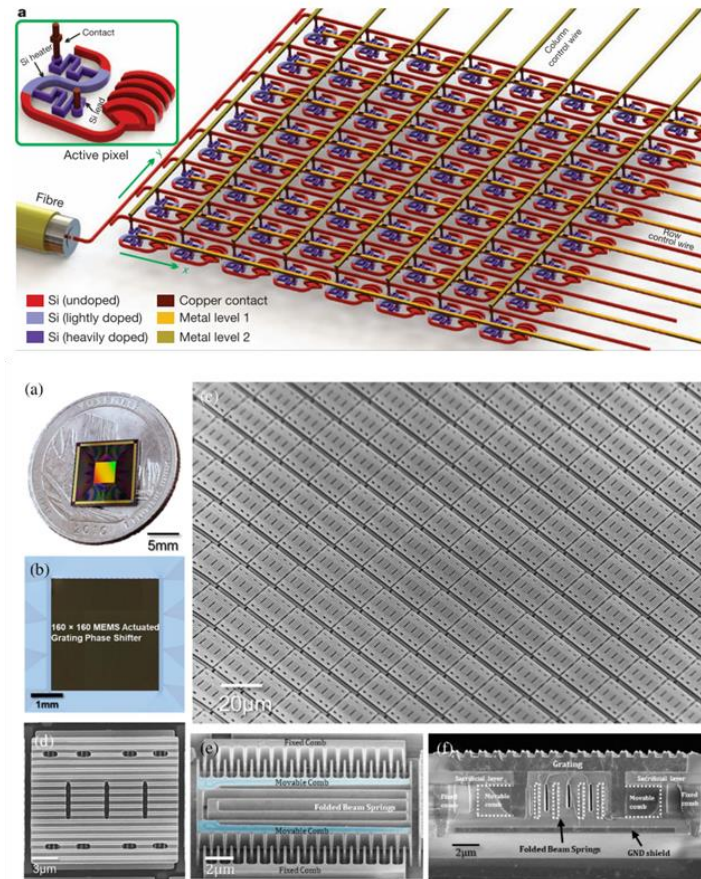 a
Contact
Si heater
Si lead
Active pixel
Column
control wire
y
Fibre
x
Row
control wire
Si (undoped)
Copper contact
Si (lightly doped)
Metal level 1
Si (heavily doped)
Metal level 2
(a)
5mm
(b)
160 × 160 MEMS Actuated
Grating Phase Shifter
1mm
20μm
(d)
3μm
(e)
Fixed Comb
Movable Comb
Folded Beam Springs
Movable Comb
2μm
Fixed Comb
(f)
Grating
Sacrificial layer
Sacrificial layer
Fixed
comb
Movable
comb
Movable
comb
Fixed
comb
2μm
Folded Beam Springs
GND shield